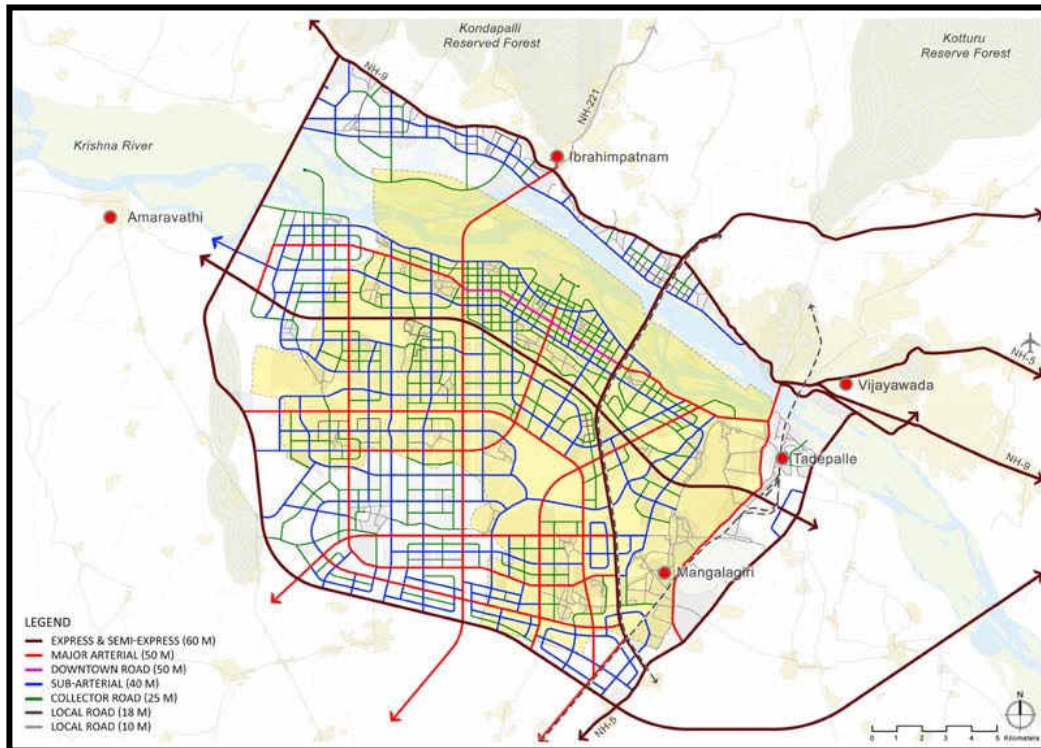 Kondapalli
Reserved Forest
Kotturu
Reserve Forest
NH-9
NH-221
Krishna River
Ibrahimpatnam
Amaravathi
NH-5
Vijayawada
Tadepalle
NH-9
Mangalagiri
NH-5
LEGEND
EXPRESS & SEMI-EXPRESS (60 M)
MAJOR ARTERIAL (50 M)
DOWNTOWN ROAD (50 M)
SUB-ARTERIAL (40 M)
COLLECTOR ROAD (25 M)
LOCAL ROAD (18 M)
LOCAL ROAD (10 M)
N
0 1 2 3 4 5 Kilometers